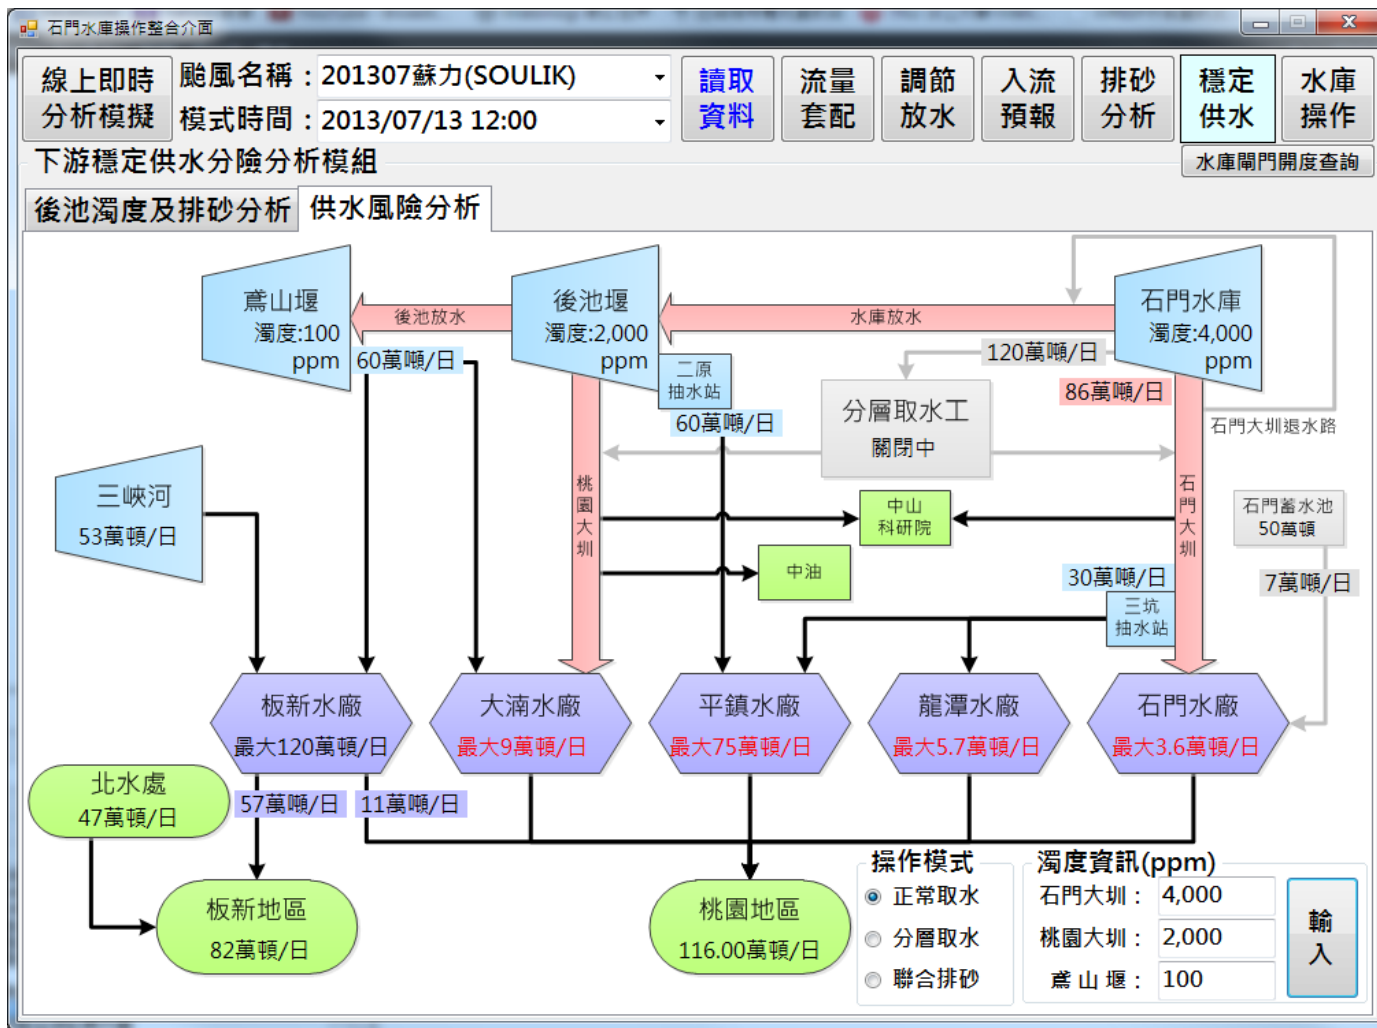 石門水庫操作整合介面
線上即時
分析模擬
颱風名稱：201307蘇力(SOULIK)
模式時間：2013/07/13 12:00
讀取
資料
流量
套配
調節
放水
入流
預報
排砂
分析
穩定
供水
水庫
操作
下游穩定供水分險分析模組
水庫閘門開度查詢
後池濁度及排砂分析
供水風險分析
鳶山堰
濁度:100
ppm
後池放水
後池堰
濁度:2,000
ppm
水庫放水
石門水庫
濁度:4,000
ppm
60萬噸/日
二原
抽水站
60萬噸/日
120萬噸/日
86萬噸/日
分層取水工
關閉中
石門大圳退水路
三峽河
53萬頓/日
桃園大圳
中山
科研院
石門大圳
石門蓄水池
50萬頓
中油
30萬噸/日
7萬噸/日
三坑
抽水站
板新水廠
最大120萬頓/日
大湳水廠
最大9萬頓/日
平鎮水廠
最大75萬頓/日
龍潭水廠
最大5.7萬頓/日
石門水廠
最大3.6萬頓/日
北水處
47萬頓/日
57萬噸/日
11萬噸/日
板新地區
82萬頓/日
桃園地區
116.00萬頓/日
操作模式
正常取水
分層取水
聯合排砂
濁度資訊(ppm)
石門大圳： 4,000
桃園大圳： 2,000
鳶山堰： 100
輸
入